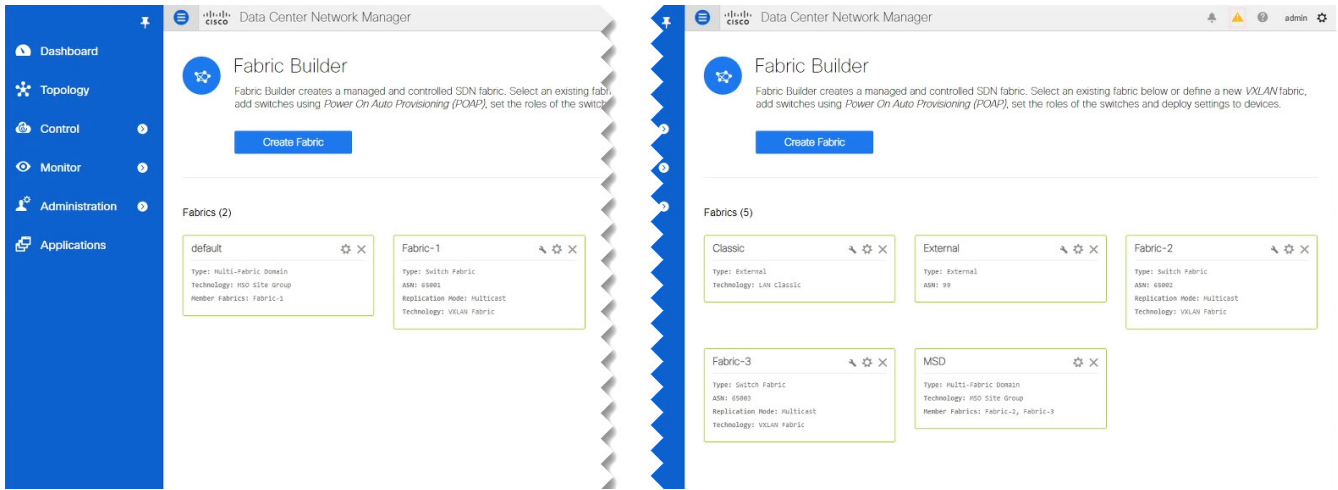 cisco Data Center Network Manager
Dashboard
Topology
Control
Monitor
Administration
Applications
Fabric Builder
Fabric Builder creates a managed and controlled SDN fabric. Select an existing
add switches using Power On Auto Provisioning (POAP), set the roles of the
Create Fabric
Fabrics (2)
default
Type: Multi-Fabric Domain
Technology: MSO Site Group
Member Fabrics: Fabric-1
Fabric-1
Type: Switch Fabric
ASN: 65001
Replication Mode: Multicast
Technology: VXLAN Fabric
cisco Data Center Network Manager
admin
Fabric Builder
Fabric Builder creates a managed and controlled SDN fabric. Select an existing fabric below or define a new VXLAN fabric,
add switches using Power On Auto Provisioning (POAP), set the roles of the switches and deploy settings to devices.
Create Fabric
Fabrics (5)
Classic
Type: External
Technology: LAN Classic
External
Type: External
ASN: 99
Fabric-2
Type: Switch Fabric
ASN: 65002
Replication Mode: Multicast
Technology: VXLAN Fabric
Fabric-3
Type: Switch Fabric
ASN: 65003
Replication Mode: Multicast
Technology: VXLAN Fabric
MSD
Type: Multi-Fabric Domain
Technology: MSO Site Group
Member Fabrics: Fabric-2, Fabric-3